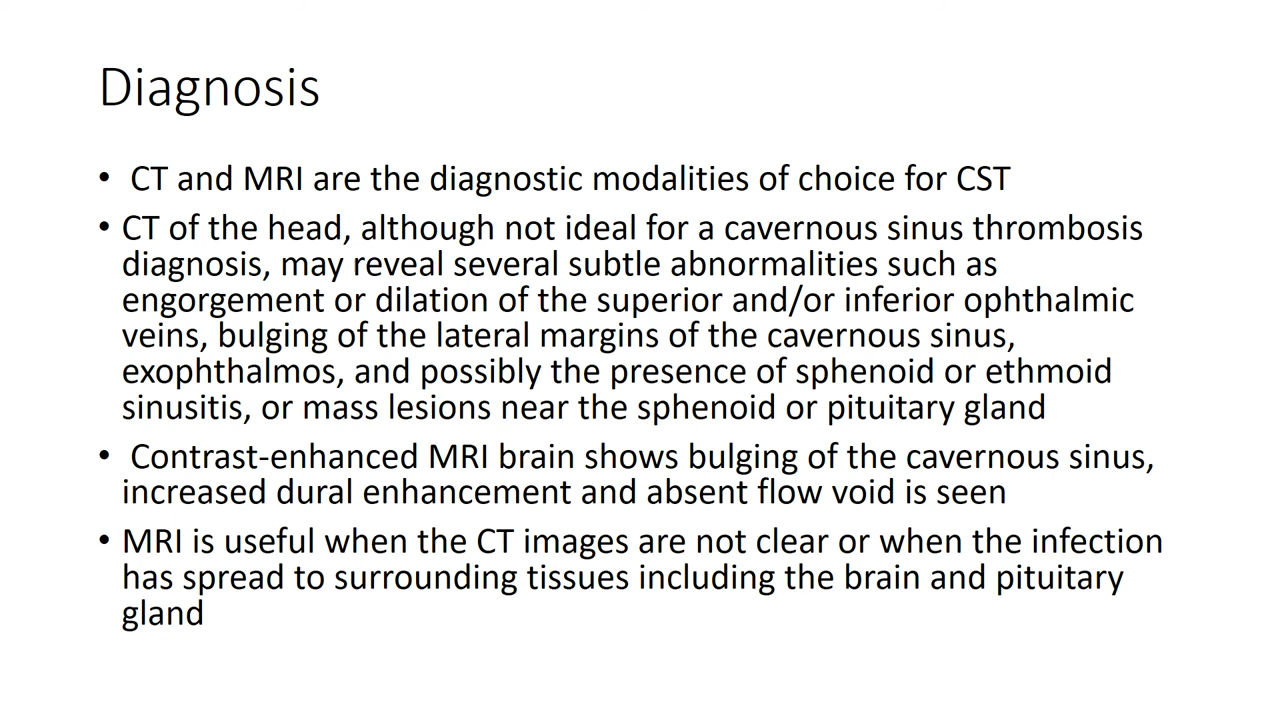 Diagnosis
• CT and MRI are the diagnostic modalities of choice for CST
• CT of the head, although not ideal for a cavernous sinus thrombosis
diagnosis, may reveal several subtle abnormalities such as
engorgement or dilation of the superior and/or inferior ophthalmic
veins, bulging of the lateral margins of the cavernous sinus,
exophthalmos, and possibly the presence of sphenoid or ethmoid
sinusitis, or mass lesions near the sphenoid or pituitary gland
• Contrast-enhanced MRI brain shows bulging of the cavernous sinus,
increased dural enhancement and absent flow void is seen
• MRI is useful when the CT images are not clear or when the infection
has spread to surrounding tissues including the brain and pituitary
gland